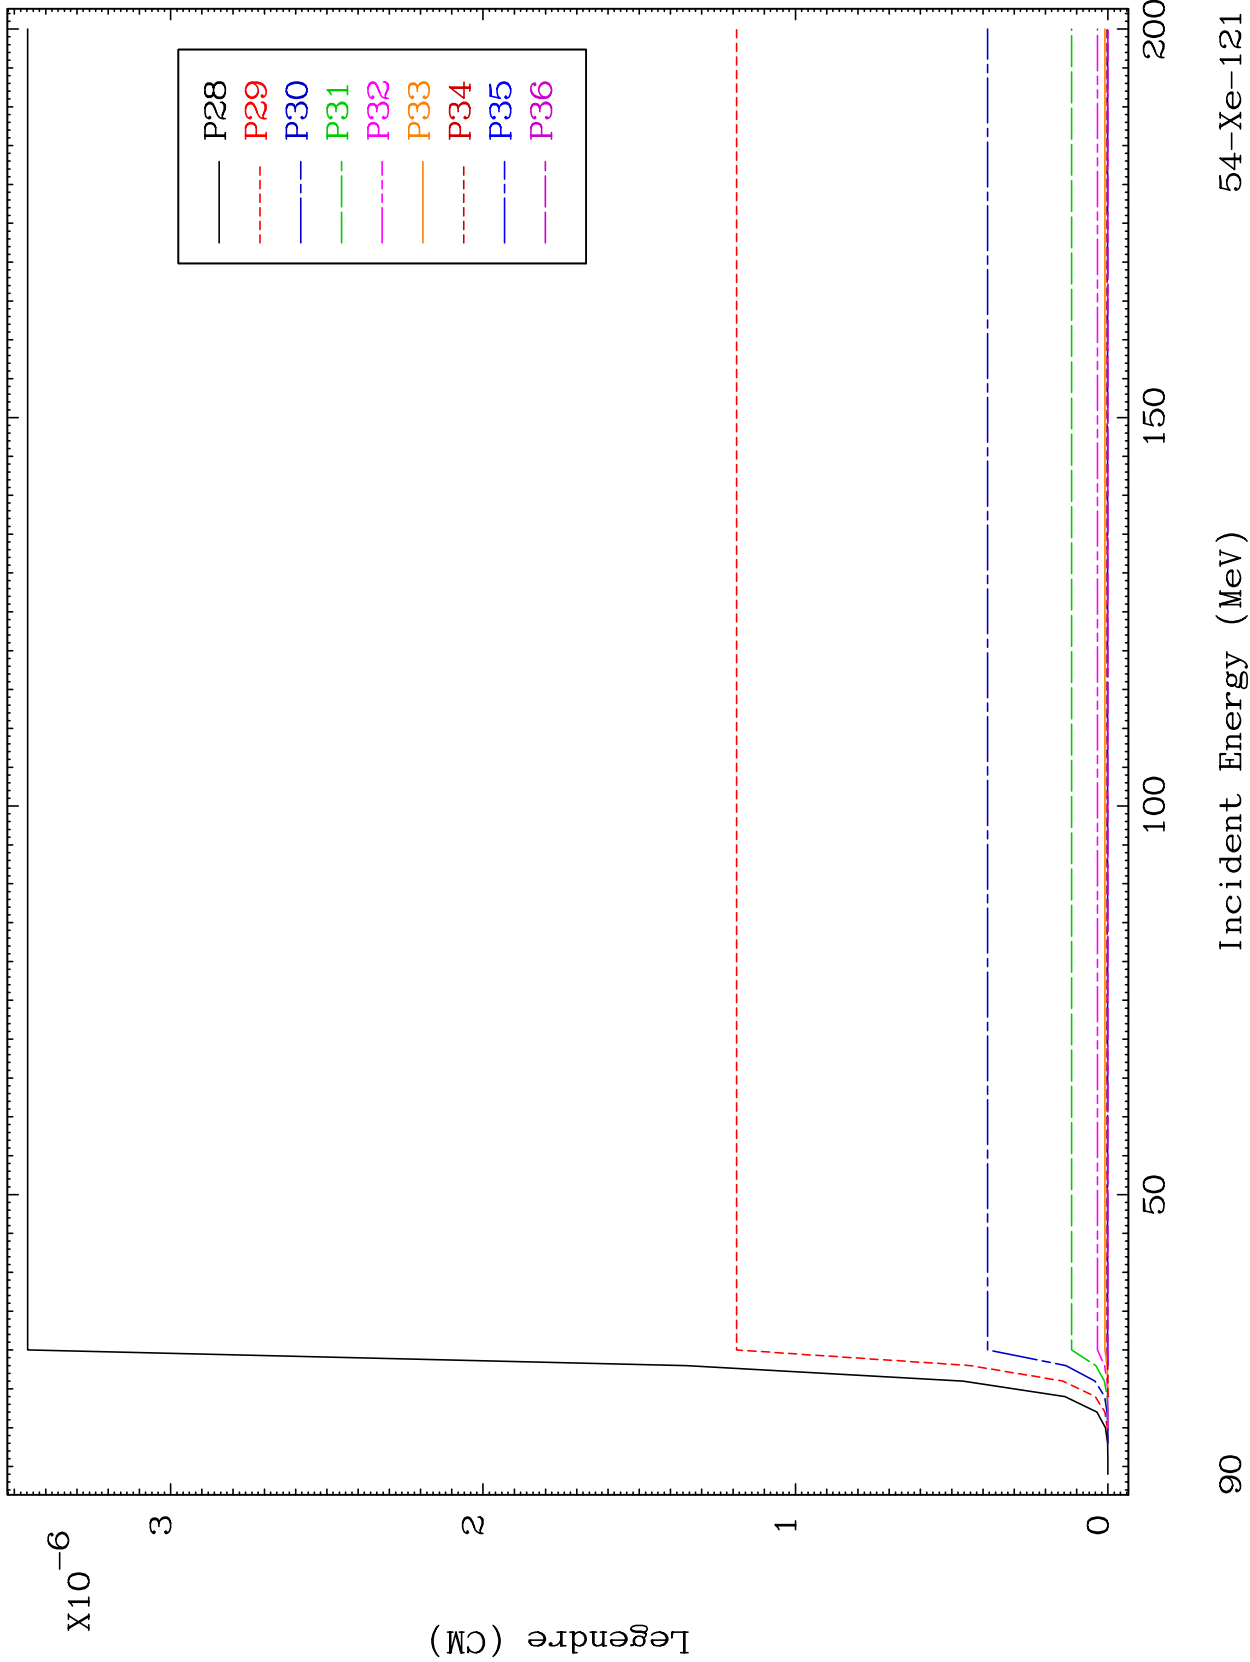 X10-6
3
2
1
0
Legendre (CM)
P28
P29
P30
P31
P32
P33
P34
P35
P36
50
100
150
200
Incident Energy (MeV)
90
54-Xe-121